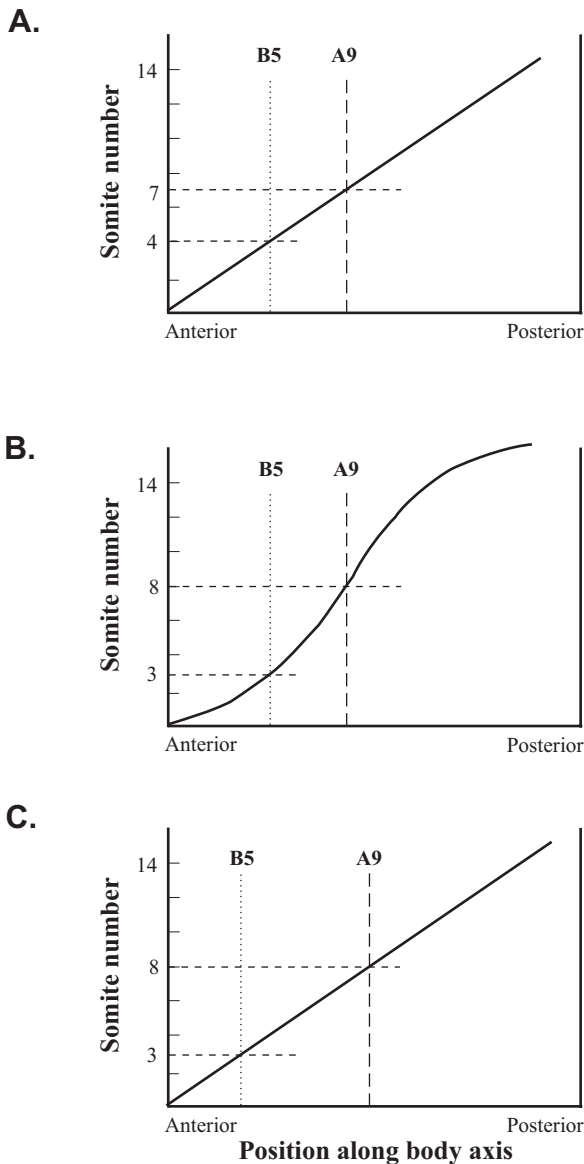 A.
B5 A9
14
7
4
Somite number
Anterior Posterior
B.
B5 A9
14
8
3
Somite number
Anterior Posterior
C.
B5 A9
14
8
3
Somite number
Anterior Posterior
Position along body axis